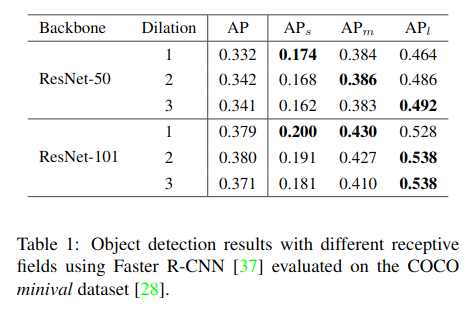 Backbone Dilation AP APs APm APl
1 0.332 0.174 0.384 0.464
ResNet-50 2 0.342 0.168 0.386 0.486
3 0.341 0.162 0.383 0.492
1 0.379 0.200 0.430 0.528
ResNet-101 2 0.380 0.191 0.427 0.538
3 0.371 0.181 0.410 0.538
Table 1: Object detection results with different receptive
fields using Faster R-CNN [37] evaluated on the COCO
minival dataset [28].